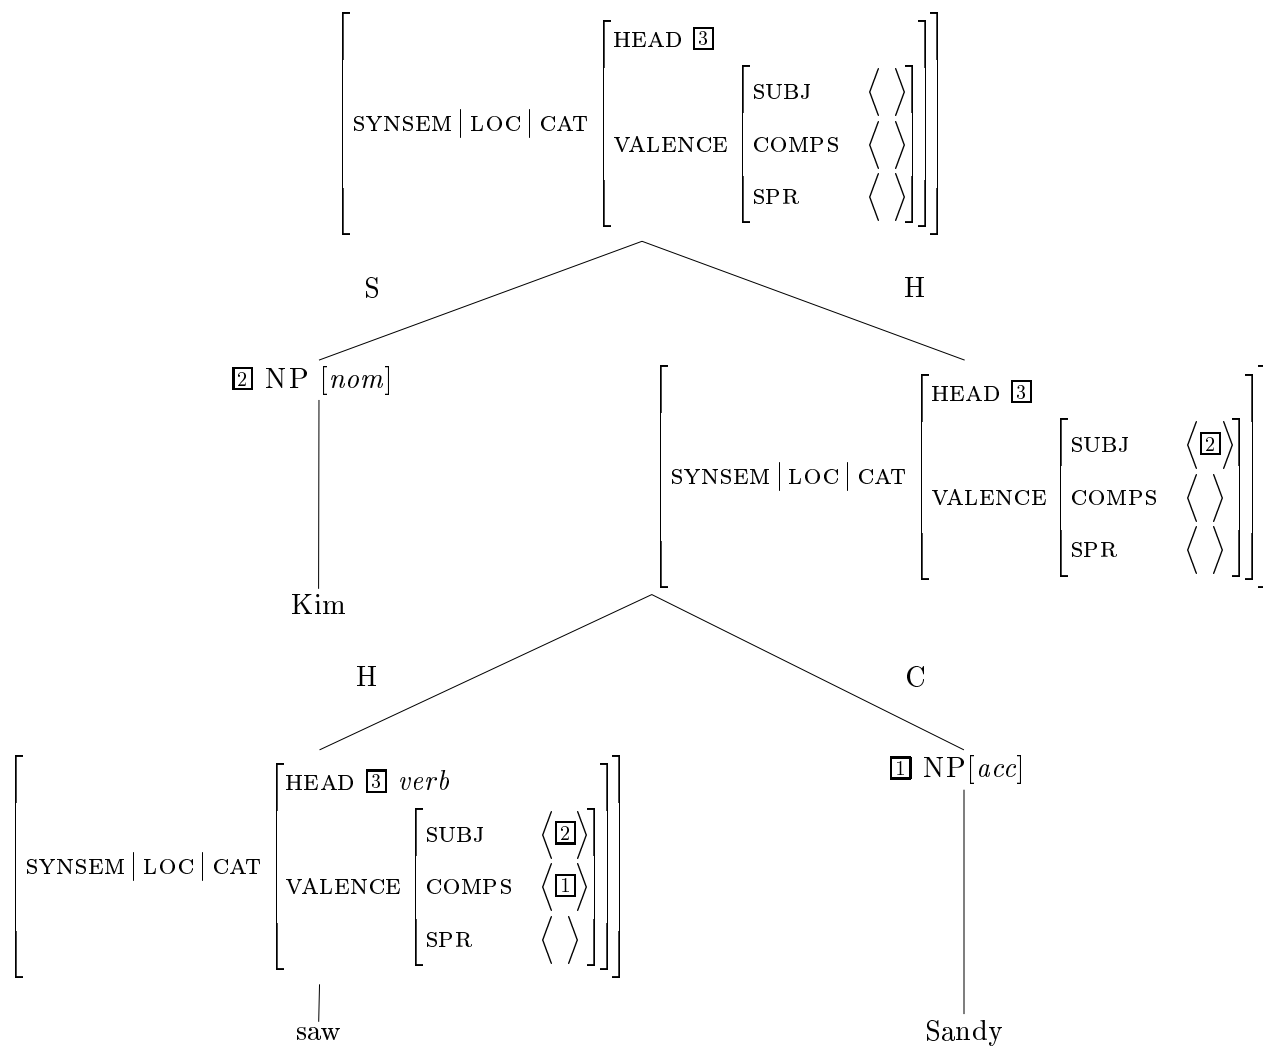 HEAD 3
SYNSEM | LOC | CAT
VALENCE
SUBJ ⟨ ⟩
COMPS ⟨ ⟩
SPR ⟨ ⟩
S
H
2 NP [nom]
HEAD 3
SYNSEM | LOC | CAT
VALENCE
SUBJ ⟨2⟩
COMPS ⟨ ⟩
SPR ⟨ ⟩
Kim
H
C
HEAD 3 verb
SYNSEM | LOC | CAT
VALENCE
SUBJ ⟨2⟩
COMPS ⟨1⟩
SPR ⟨ ⟩
1 NP[acc]
saw
Sandy